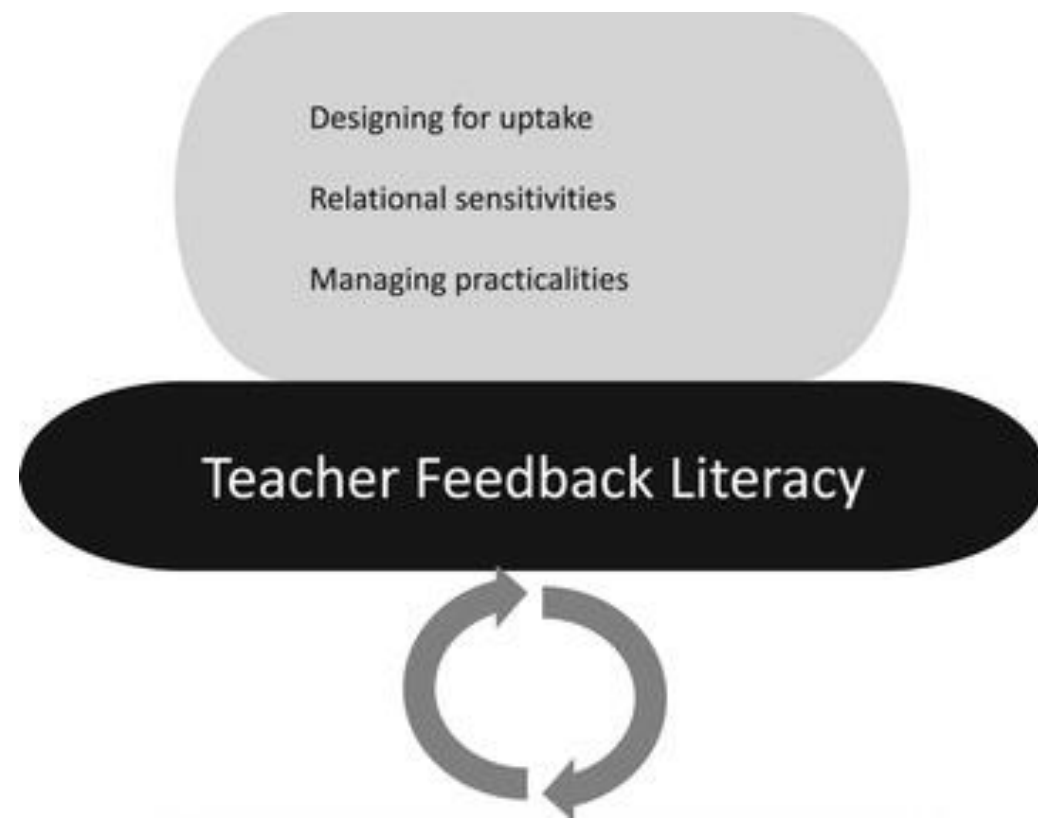 Designing for uptake
Relational sensitivities
Managing practicalities
Teacher Feedback Literacy